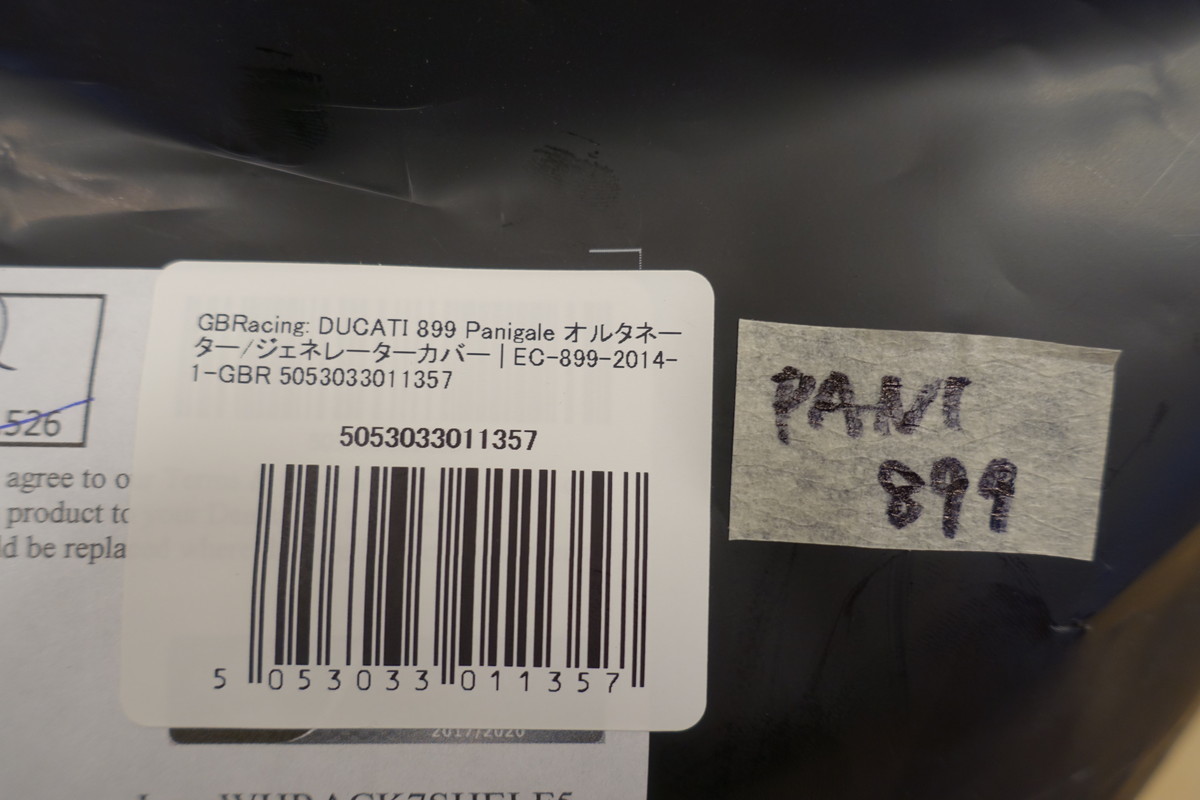 GBRacing: DUCATI 899 Panigale オルタネー
ター/ジェネレーターカバー | EC-899-2014-
1-GBR 5053033011357
5053033011357
5 053033 011357
PANI
899
526
agree to o
product to
d be repla
2017/2020